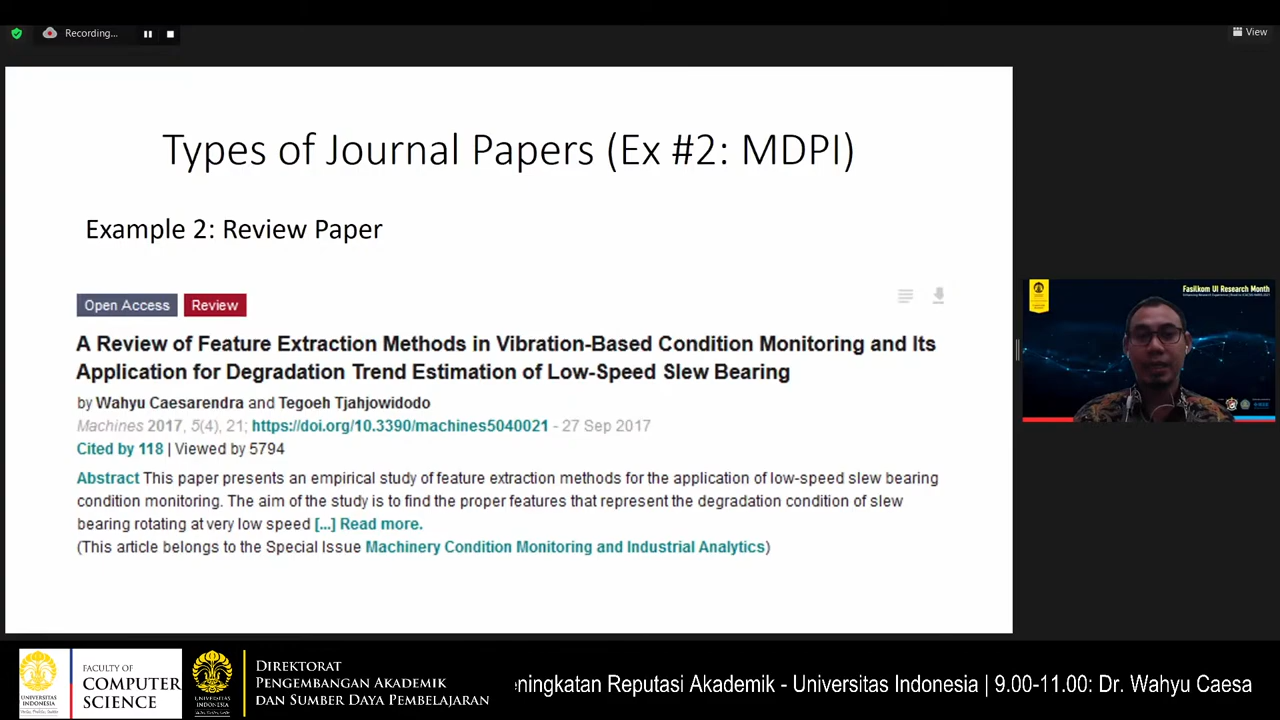 Recording...
View
Types of Journal Papers (Ex #2: MDPI)
Example 2: Review Paper
Open Access Review
A Review of Feature Extraction Methods in Vibration-Based Condition Monitoring and Its
Application for Degradation Trend Estimation of Low-Speed Slew Bearing
by Wahyu Caesarendra and Tegoeh Tjahjowidodo
Machines 2017, 5(4), 21; https://doi.org/10.3390/machines5040021 - 27 Sep 2017
Cited by 118 | Viewed by 5794
Abstract This paper presents an empirical study of feature extraction methods for the application of low-speed slew bearing
condition monitoring. The aim of the study is to find the proper features that represent the degradation condition of slew
bearing rotating at very low speed [...] Read more.
(This article belongs to the Special Issue Machinery Condition Monitoring and Industrial Analytics)
Fasilkom UI Research Month
UNIVERSITAS
INDONESIA
FACULTY OF
COMPUTER
SCIENCE
UNIVERSITAS
INDONESIA
DIREKTORAT
PENGEMBANGAN AKADEMIK
DAN SUMBER DAYA PEMBELAJARAN
eningkatan Reputasi Akademik - Universitas Indonesia | 9.00-11.00: Dr. Wahyu Caesa